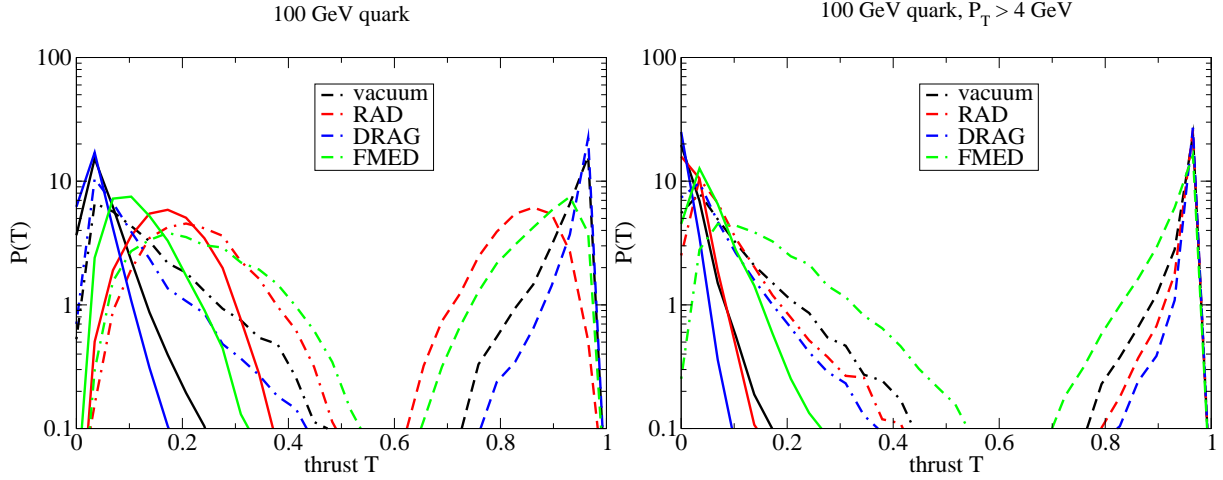 100 GeV quark
100
10
1
0.1
P(T)
vacuum
RAD
DRAG
FMED
0 0.2 0.4 0.6 0.8 1
thrust T
100 GeV quark, P_T > 4 GeV
100
10
1
0.1
P(T)
vacuum
RAD
DRAG
FMED
0 0.2 0.4 0.6 0.8 1
thrust T